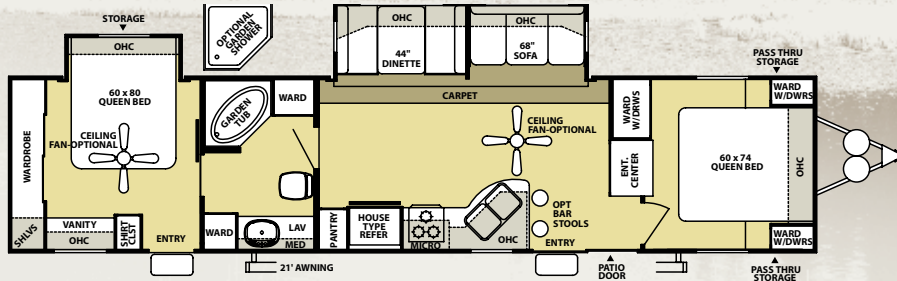 STORAGE
OHC
60 x 80
QUEEN BED
CEILING
FAN-OPTIONAL
WARDROBE
SHLVS
VANITY
OHC
SHIRT
CLST
ENTRY
OPTIONAL
GARDEN
SHOWER
GARDEN
TUB
WARD
WARD
LAV
MED
21' AWNING
OHC
44"
DINETTE
OHC
68"
SOFA
CARPET
CEILING
FAN-OPTIONAL
PANTRY
HOUSE
TYPE
REFER
MICRO
OHC
OPT
BAR
STOOLS
ENTRY
PATIO
DOOR
WARD
W/DRWS
ENT.
CENTER
60 x 74
QUEEN BED
OHC
PASS THRU
STORAGE
WARD
W/DWRS
WARD
W/DWRS
PASS THRU
STORAGE